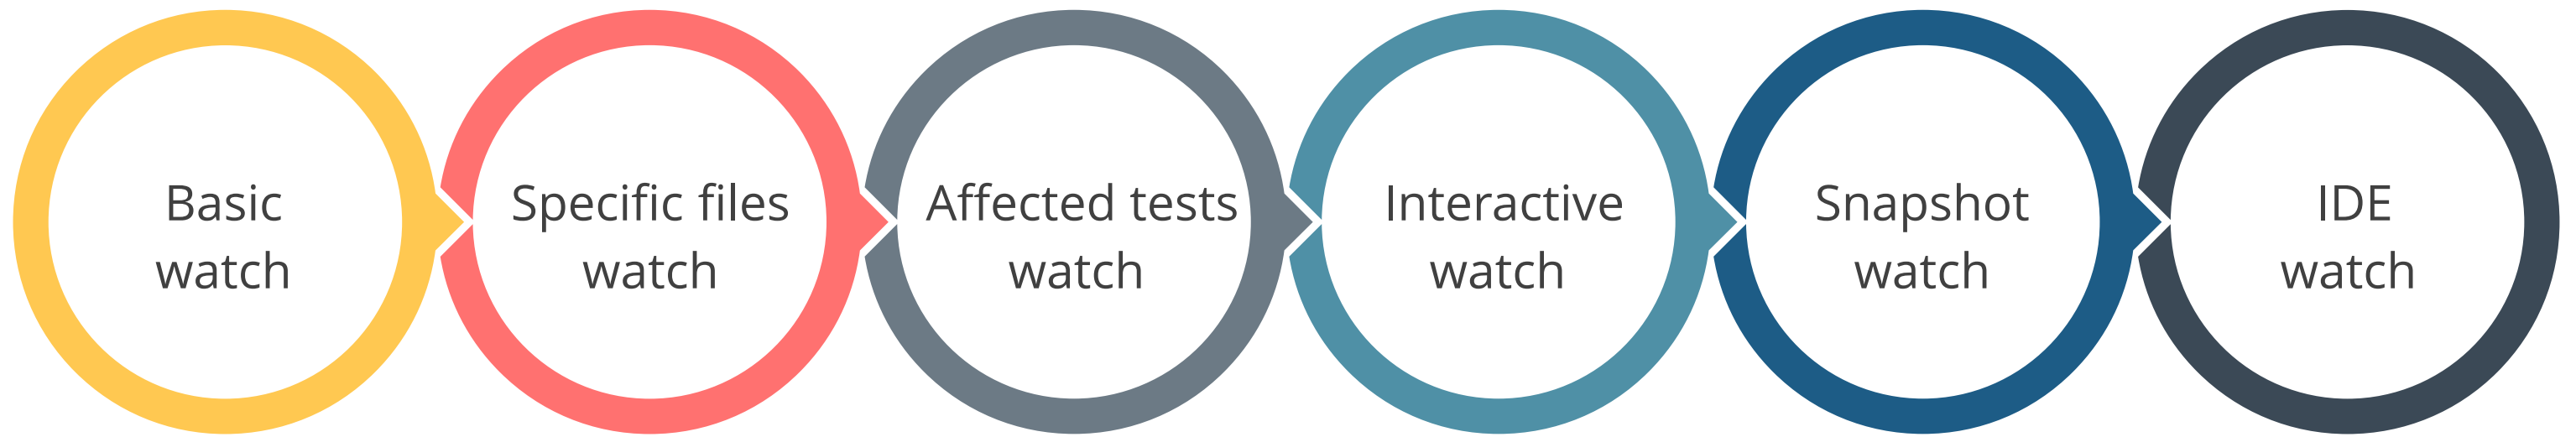 Basic
watch
Specific files
watch
Affected tests
watch
Interactive
watch
Snapshot
watch
IDE
watch